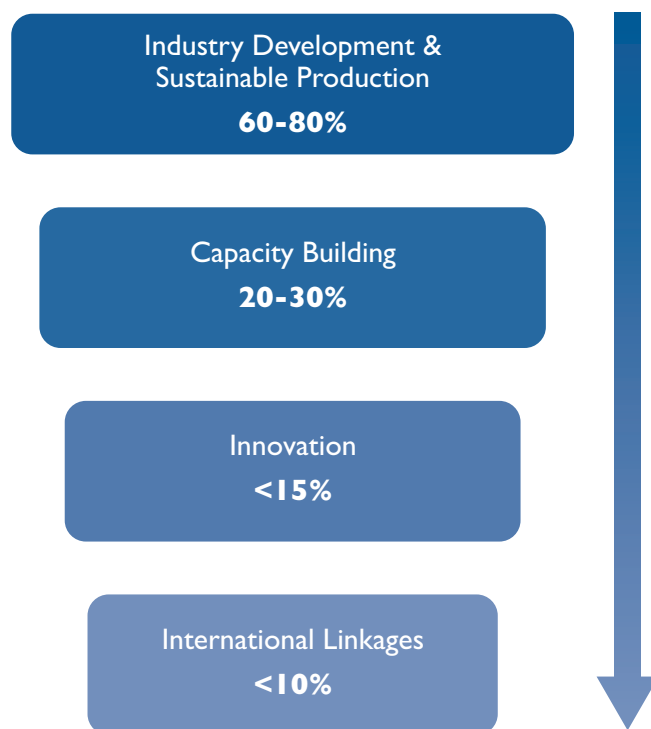 Industry Development &
Sustainable Production
60-80%
Capacity Building
20-30%
Innovation
<15%
International Linkages
<10%